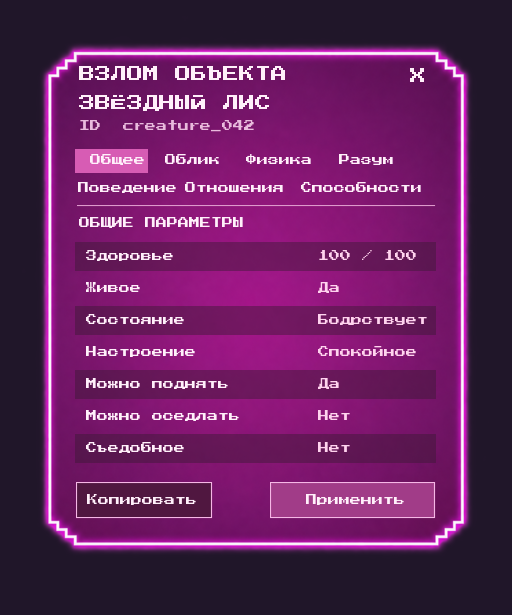 ВЗЛОМ ОБЪЕКТА X
ЗВЁЗДНЫЙ ЛИС
ID creature_042
Общее Облик Физика Разум
Поведение Отношения Способности
ОБЩИЕ ПАРАМЕТРЫ
Здоровье 100 / 100
Живое Да
Состояние Бодрствует
Настроение Спокойное
Можно поднять Да
Можно оседлать Нет
Съедобное Нет
Копировать Применить